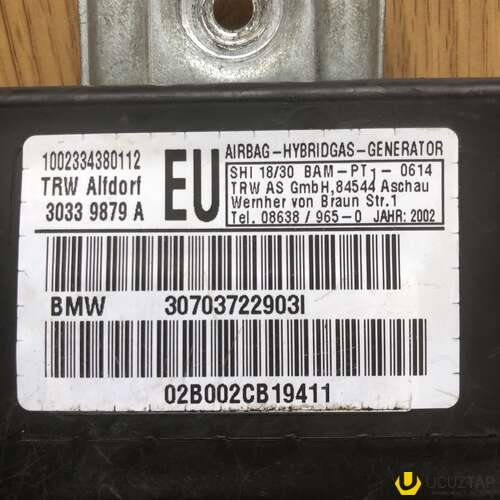 1002334380112
TRW Alfdorf
3033 9879 A
EU
AIRBAG-HYBRIDGAS-GENERATOR
SHI 18/30 BAM-PT1-0614
TRW AS GmbH,84544 Aschau
Wernher von Braun Str.1
Tel. 08638/965-0 JAHR: 2002
BMW 30703722903I
02B002CB19411
UCUZTAP